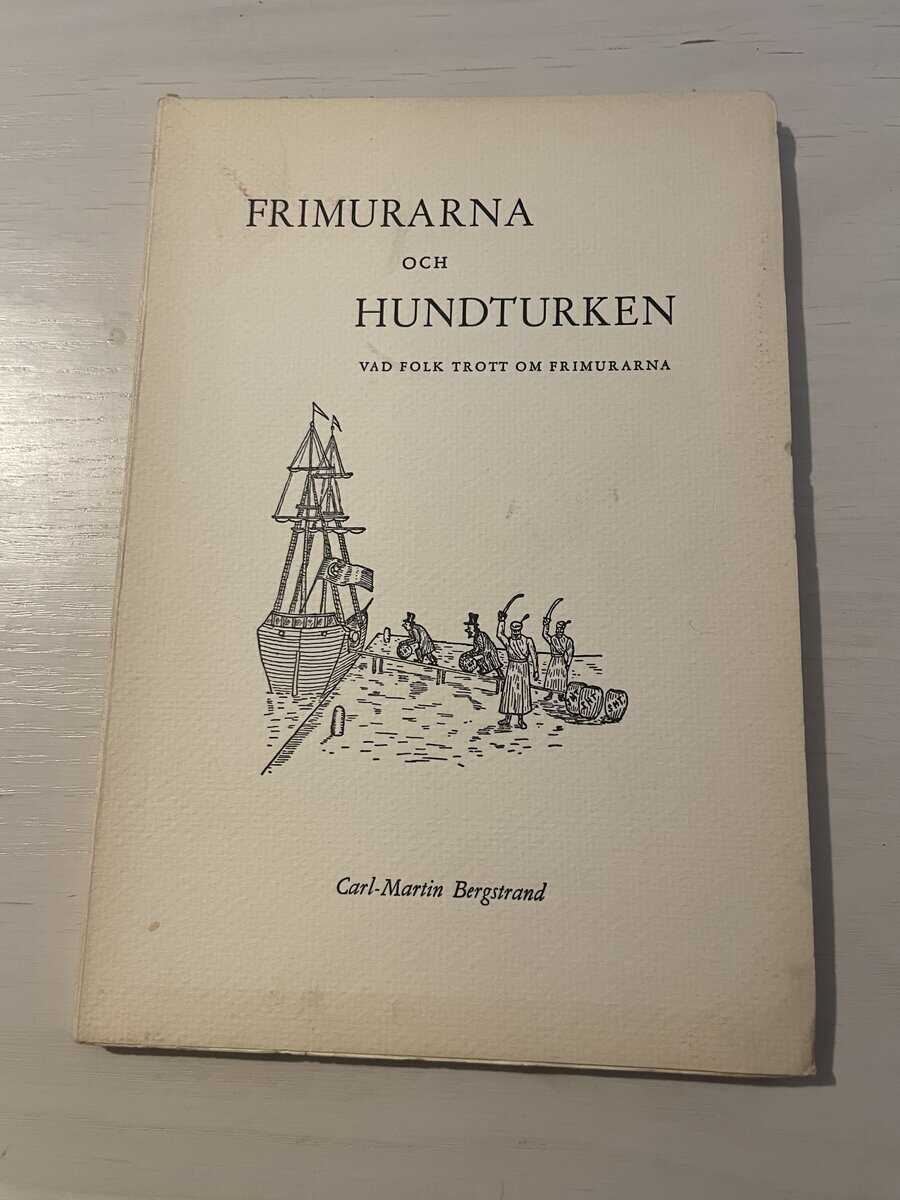 FRIMURARNA
OCH
HUNDTURKEN
VAD FOLK TROTT OM FRIMURARNA
Carl-Martin Bergstrand